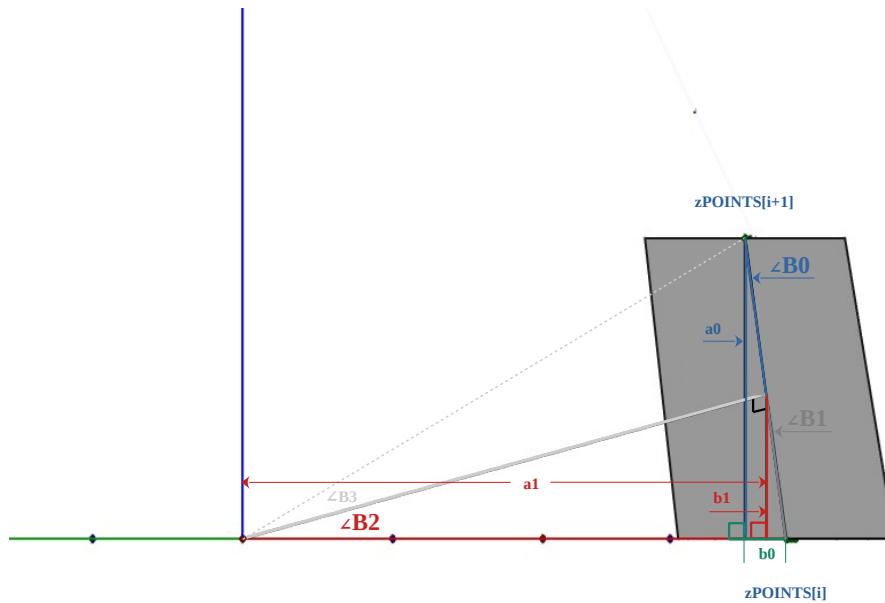 zPOINTS[i+1]
∠B0
a0
∠B1
a1
∠B3
b1
∠B2
b0
zPOINTS[i]